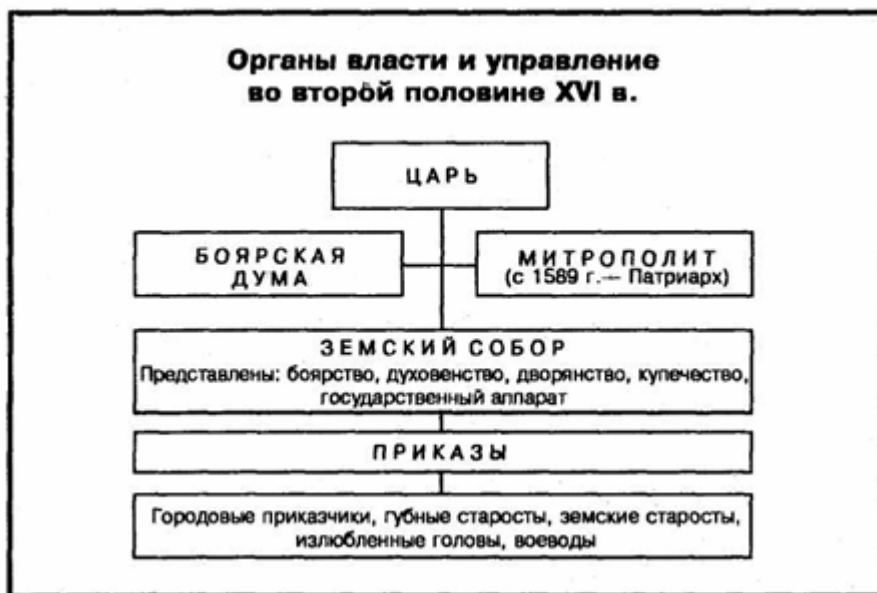 Органы власти и управление
во второй половине XVI в.
ЦАРЬ
БОЯРСКАЯ
ДУМА
МИТРОПОЛИТ
(с 1589 г.— Патриарх)
ЗЕМСКИЙ СОБОР
Представлены: боярство, духовенство, дворянство, купечество,
государственный аппарат
ПРИКАЗЫ
Городовые приказчики, губные старосты, земские старосты,
излюбленные головы, воеводы